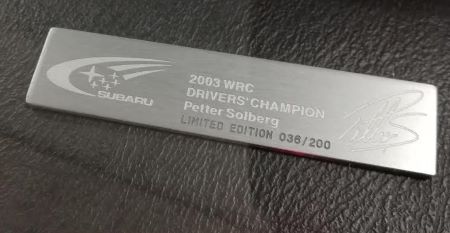 SUBARU
2003 WRC
DRIVERS' CHAMPION
Petter Solberg
LIMITED EDITION 036/200